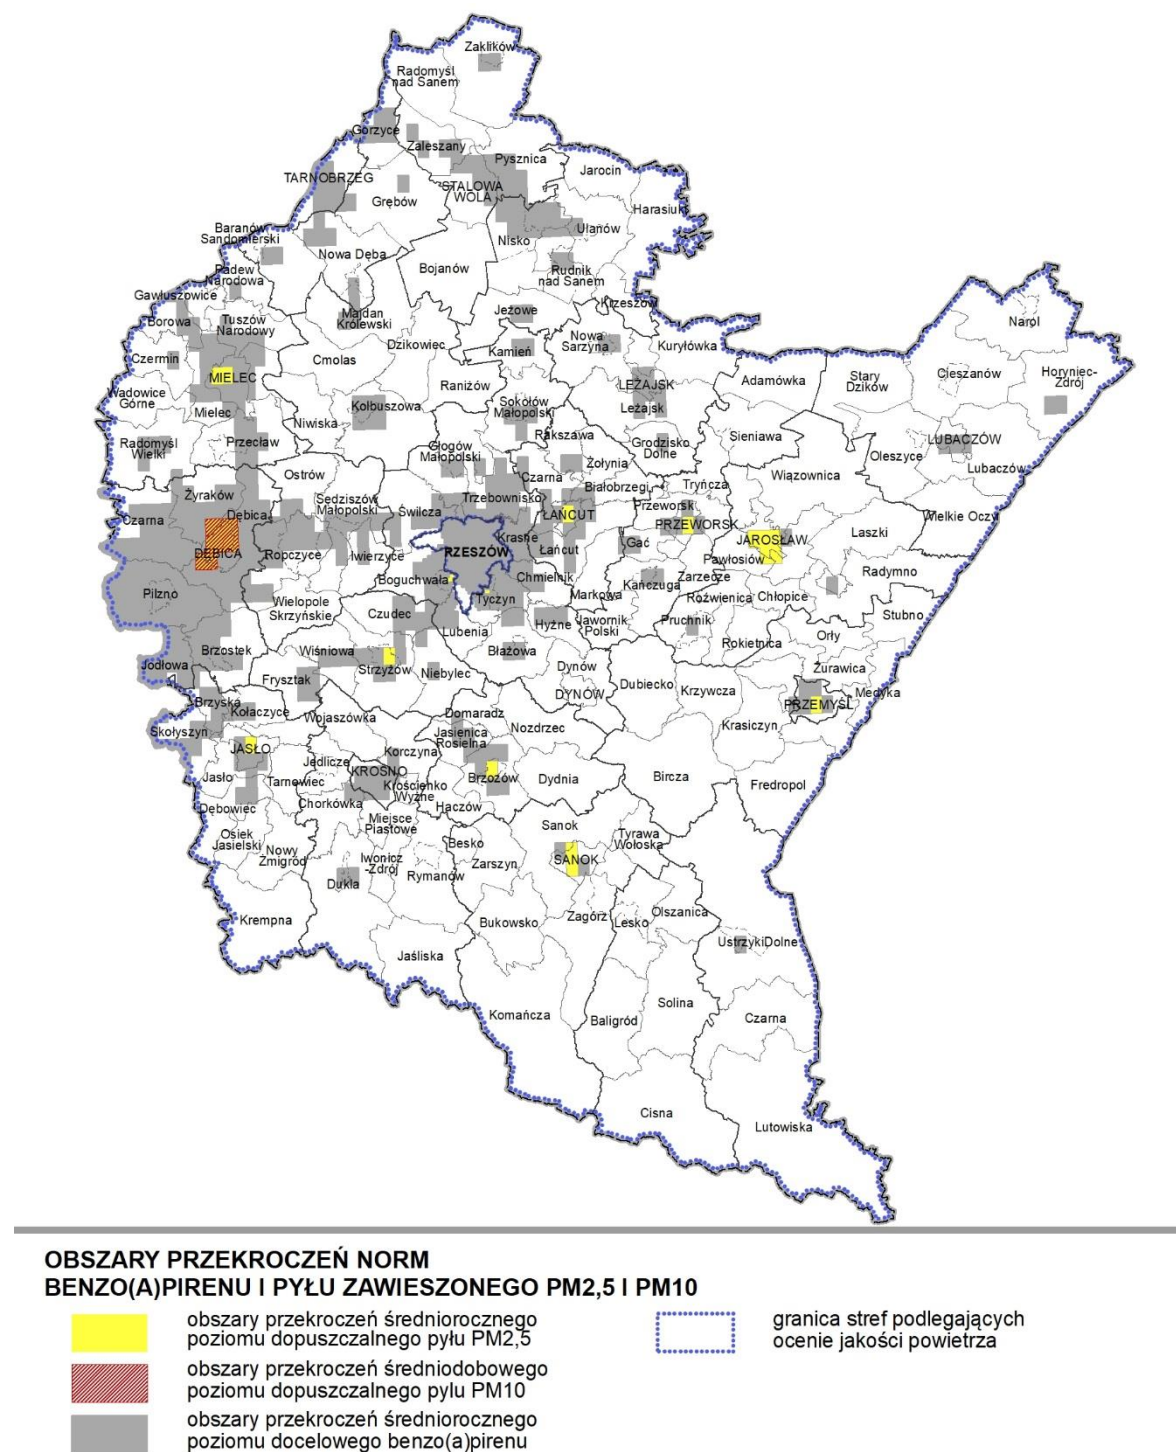 Zaklików
Radomyśl
nad Sanem
Gorzyce
Zaleszany
Pysznica
Jarocin
TARNOBRZEG
STALOWA
WOLA
Grębów
Harasiuki
Baranów
Sandomierski
Ulanów
Nisko
Nowa Dęba
Bojanów
Rudnik
nad Sanem
Padew
Narodowa
Gawłuszowice
Krzeszów
Borowa
Tuszów
Narodowy
Majdan
Królewski
Jeżowe
Narol
Dzikowiec
Kamień
Nowa
Sarzyna
Kuryłówka
Czermin
Cmolas
MIELEC
Adamówka
Stary
Dzików
Cieszanów
Horyniec-
Zdrój
Wadowice
Górne
Raniżów
LEŻAJSK
Mielec
Kolbuszowa
Sokołów
Małopolski
Leżajsk
Niwiska
Rakszawa
Sieniawa
Radomyśl
Wielki
Przecław
Głogów
Małopolski
Grodzisko
Dolne
LUBACZÓW
Oleszyce
Lubaczów
Ostrów
Czarna
Żołynia
Wiązownica
Żyraków
Sędziszów
Małopolski
Trzebownisko
Białobrzegi
Tryńcza
Czarna
Dębica
Świlcza
ŁAŃCUT
Przeworsk
PRZEWORSK
Wielkie Oczy
DĘBICA
Ropczyce
Iwierzyce
RZESZÓW
Krasne
Łańcut
Gać
JAROSŁAW
Laszki
Pawłosiów
Boguchwała
Chmielnik
Kańczuga
Zarzecze
Radymno
Pilzno
Wielopole
Skrzyńskie
Tyczyn
Markowa
Roźwienica
Chłopice
Czudec
Hyżne
Jawornik
Polski
Pruchnik
Stubno
Lubenia
Rokietnica
Orły
Brzostek
Wiśniowa
Błażowa
Jodłowa
Strzyżów
Niebylec
Dynów
Żurawica
Frysztak
DYNÓW
Dubiecko
Krzywcza
Medyka
PRZEMYŚL
Brzyska
Kołaczyce
Wojaszówka
Domaradz
Nozdrzec
Krasiczyn
Skołyszyn
Jasienica
Rosielna
JASŁO
Korczyna
Jedlicze
KROSNO
Jasło
Tarnowiec
Krościenko
Wyżne
Brzozów
Dydnia
Bircza
Fredropol
Chorkówka
Haczów
Dębowiec
Miejsce
Piastowe
Sanok
Osiek
Jasielski
Nowy
Żmigród
Besko
Tyrawa
Wołoska
Iwonicz
-Zdrój
Zarszyn
SANOK
Dukla
Rymanów
Krempna
Bukowsko
Zagórz
Olszanica
Lesko
UstrzykiDolne
Jaśliska
Solina
Komańcza
Baligród
Czarna
Cisna
Lutowiska
OBSZARY PRZEKROCZEŃ NORM
BENZO(A)PIRENU I PYŁU ZAWIESZONEGO PM2,5 I PM10
obszary przekroczeń średniorocznego
poziomu dopuszczalnego pyłu PM2,5
granica stref podlegających
ocenie jakości powietrza
obszary przekroczeń średniodobowego
poziomu dopuszczalnego pylu PM10
obszary przekroczeń średniorocznego
poziomu docelowego benzo(a)pirenu